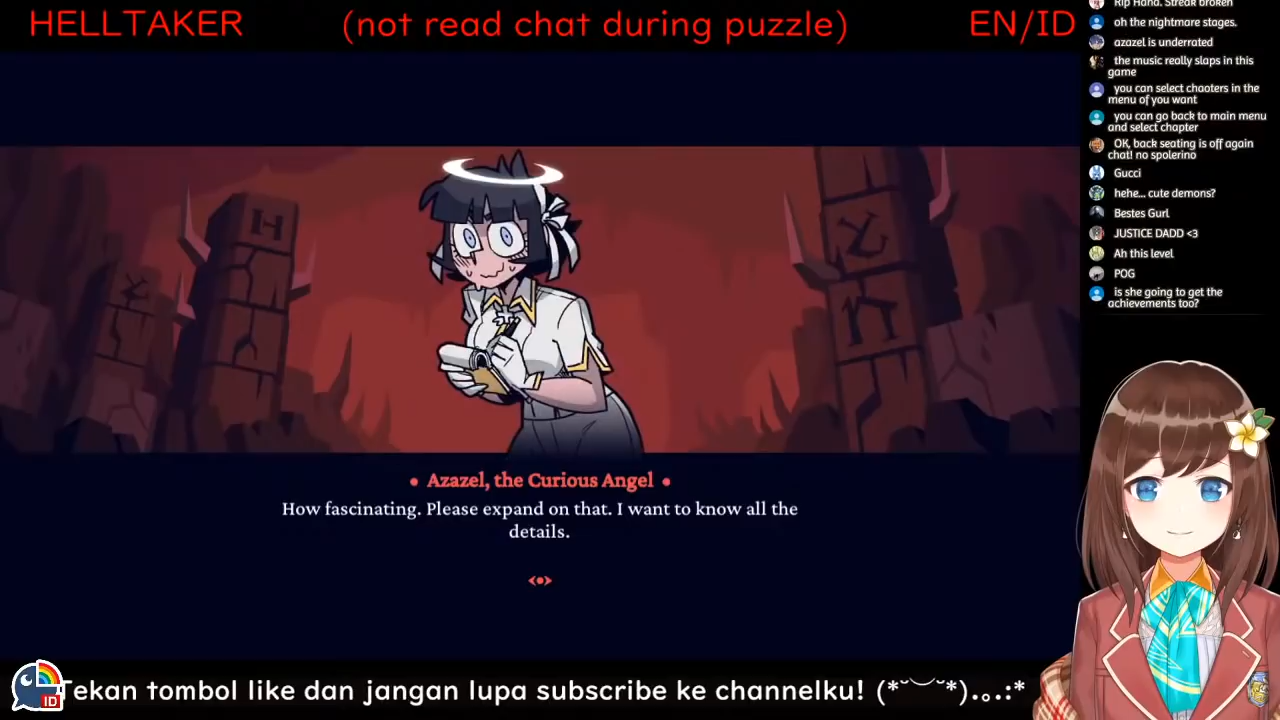 HELLTAKER
(not read chat during puzzle)
EN/ID
Rip Hand. Streak broken
oh the nightmare stages.
azazel is underrated
the music really slaps in this
game
you can select chaoters in the
menu of you want
you can go back to main menu
and select chapter
OK, back seating is off again
chat! no spolerino
Gucci
hehe... cute demons?
Bestes Gurl
JUSTICE DADD <3
Ah this level
POG
is she going to get the
achievements too?
• Azazel, the Curious Angel •
How fascinating. Please expand on that. I want to know all the
details.
ID
Tekan tombol like dan jangan lupa subscribe ke channelku! (*˘︶˘*).｡.:*